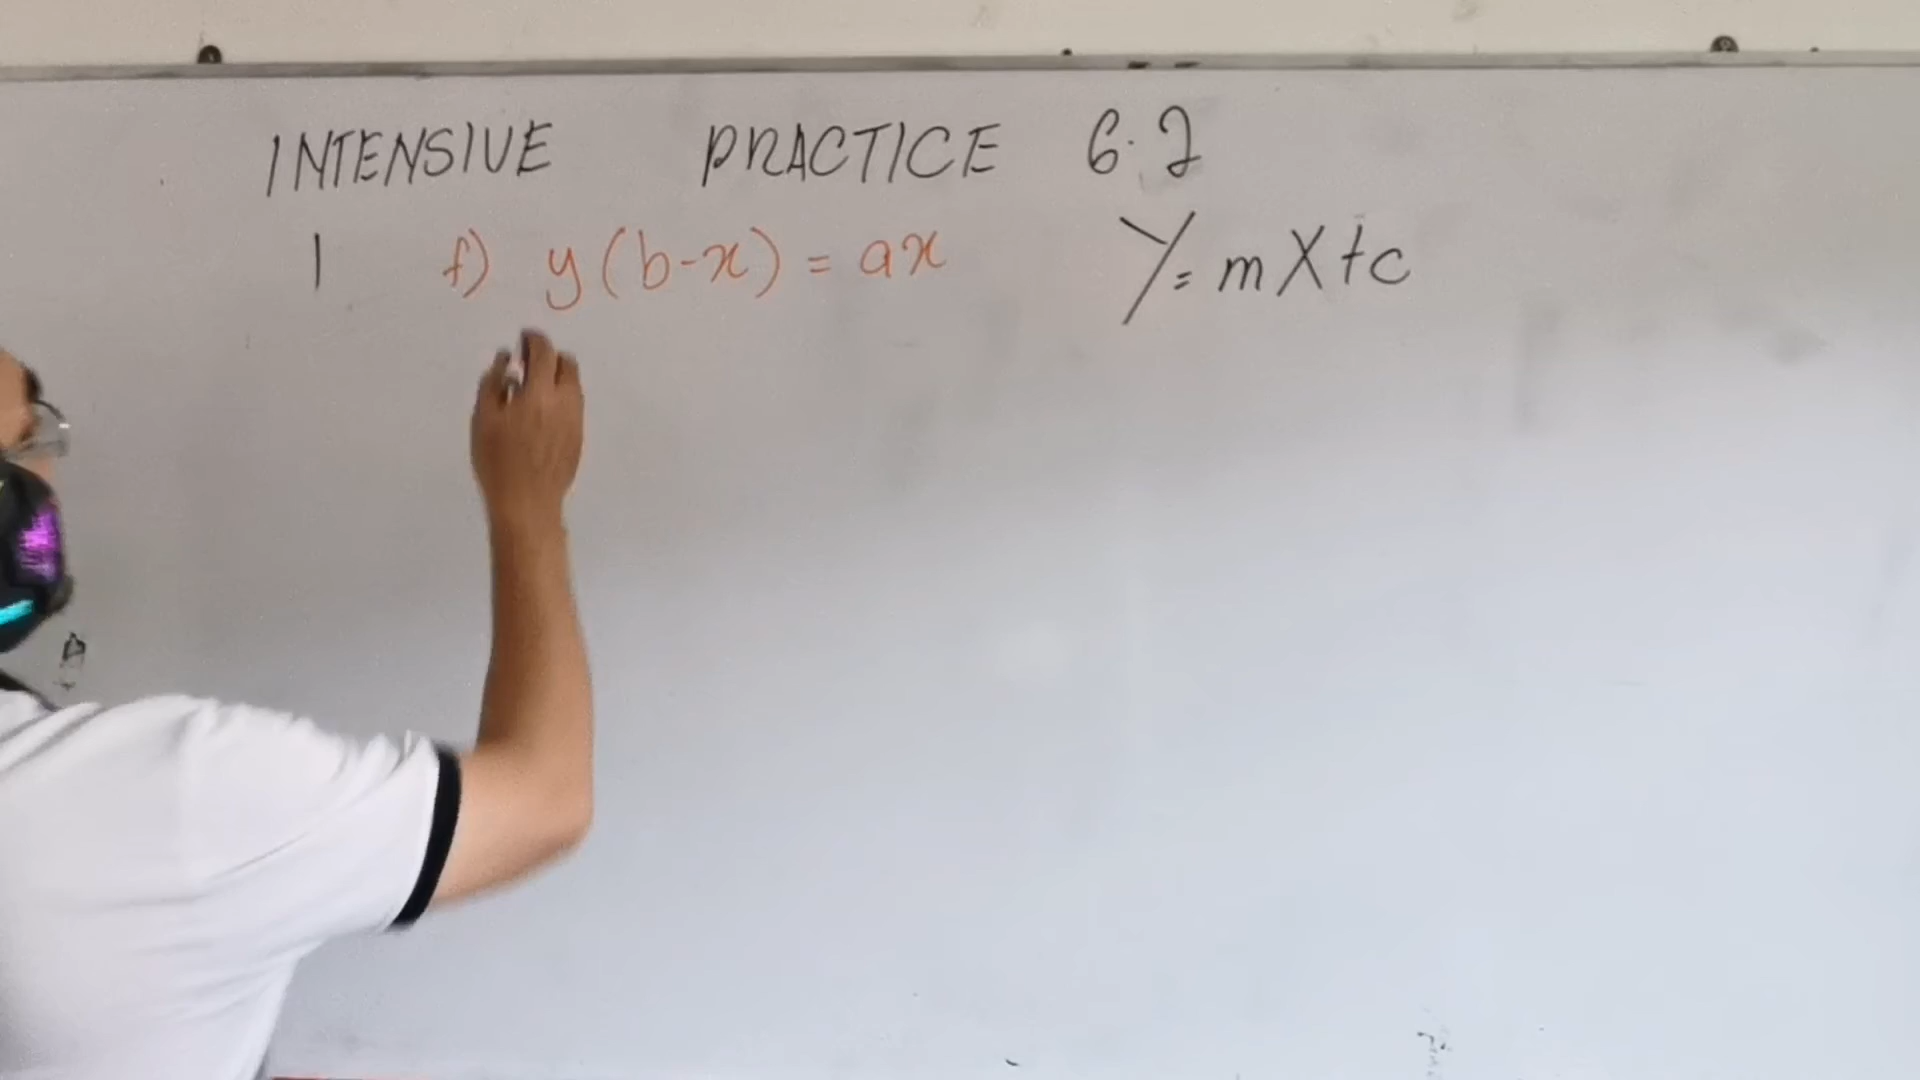 INTENSIVE PRACTICE 6.2
1 f) y(b-x) = ax Y = mX+c